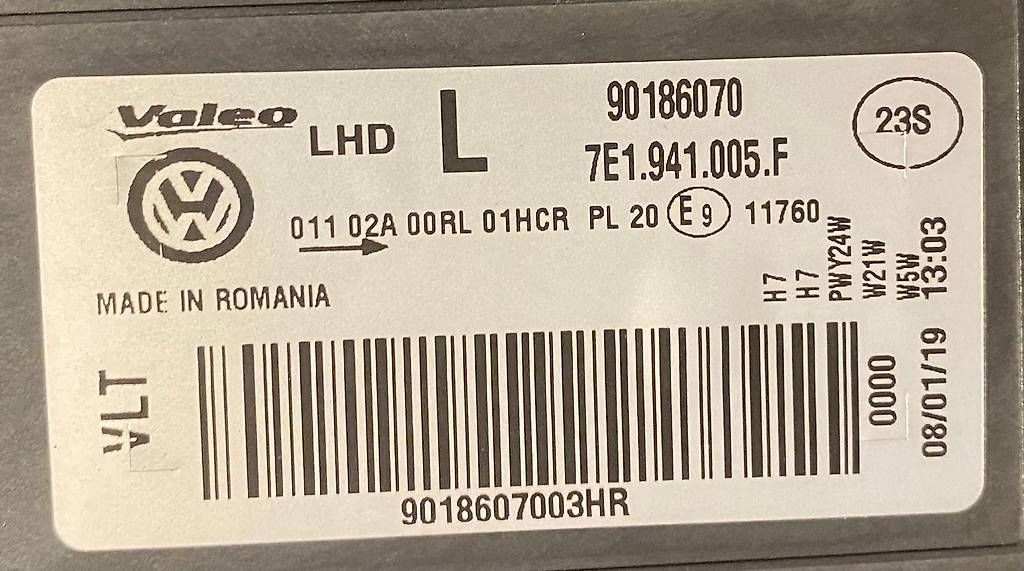 Valeo
LHD L
90186070
7E1.941.005.F
23S
011 02A 00RL 01HCR PL 20 E9 11760
MADE IN ROMANIA
H7
H7
PWY24W
W21W
W5W
08/01/19 13:03
0000
VLT
9018607003HR